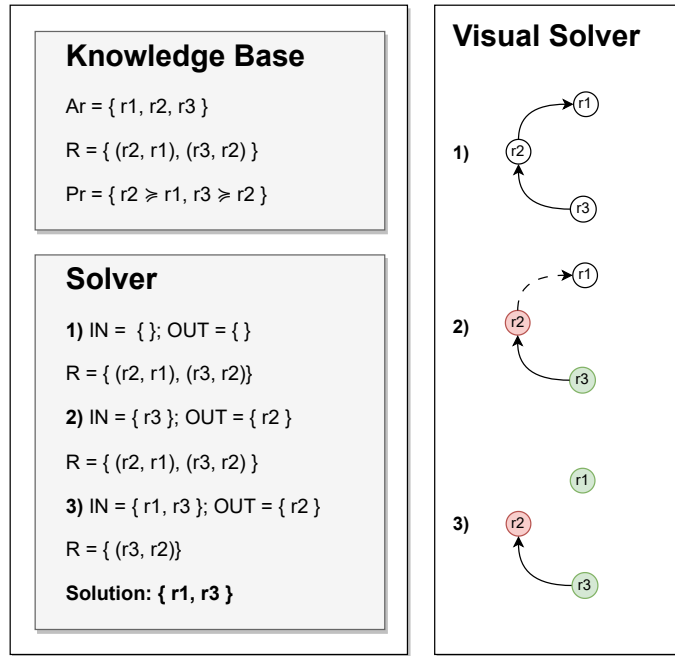 Knowledge Base
Ar = { r1, r2, r3 }
R = { (r2, r1), (r3, r2) }
Pr = { r2 ≽ r1, r3 ≽ r2 }
Solver
1) IN = { }; OUT = { }
R = { (r2, r1), (r3, r2)}
2) IN = { r3 }; OUT = { r2 }
R = { (r2, r1), (r3, r2) }
3) IN = { r1, r3 }; OUT = { r2 }
R = { (r3, r2)}
Solution: { r1, r3 }
Visual Solver
r1
1) r2
r3
r1
2) r2
r3
r1
3) r2
r3